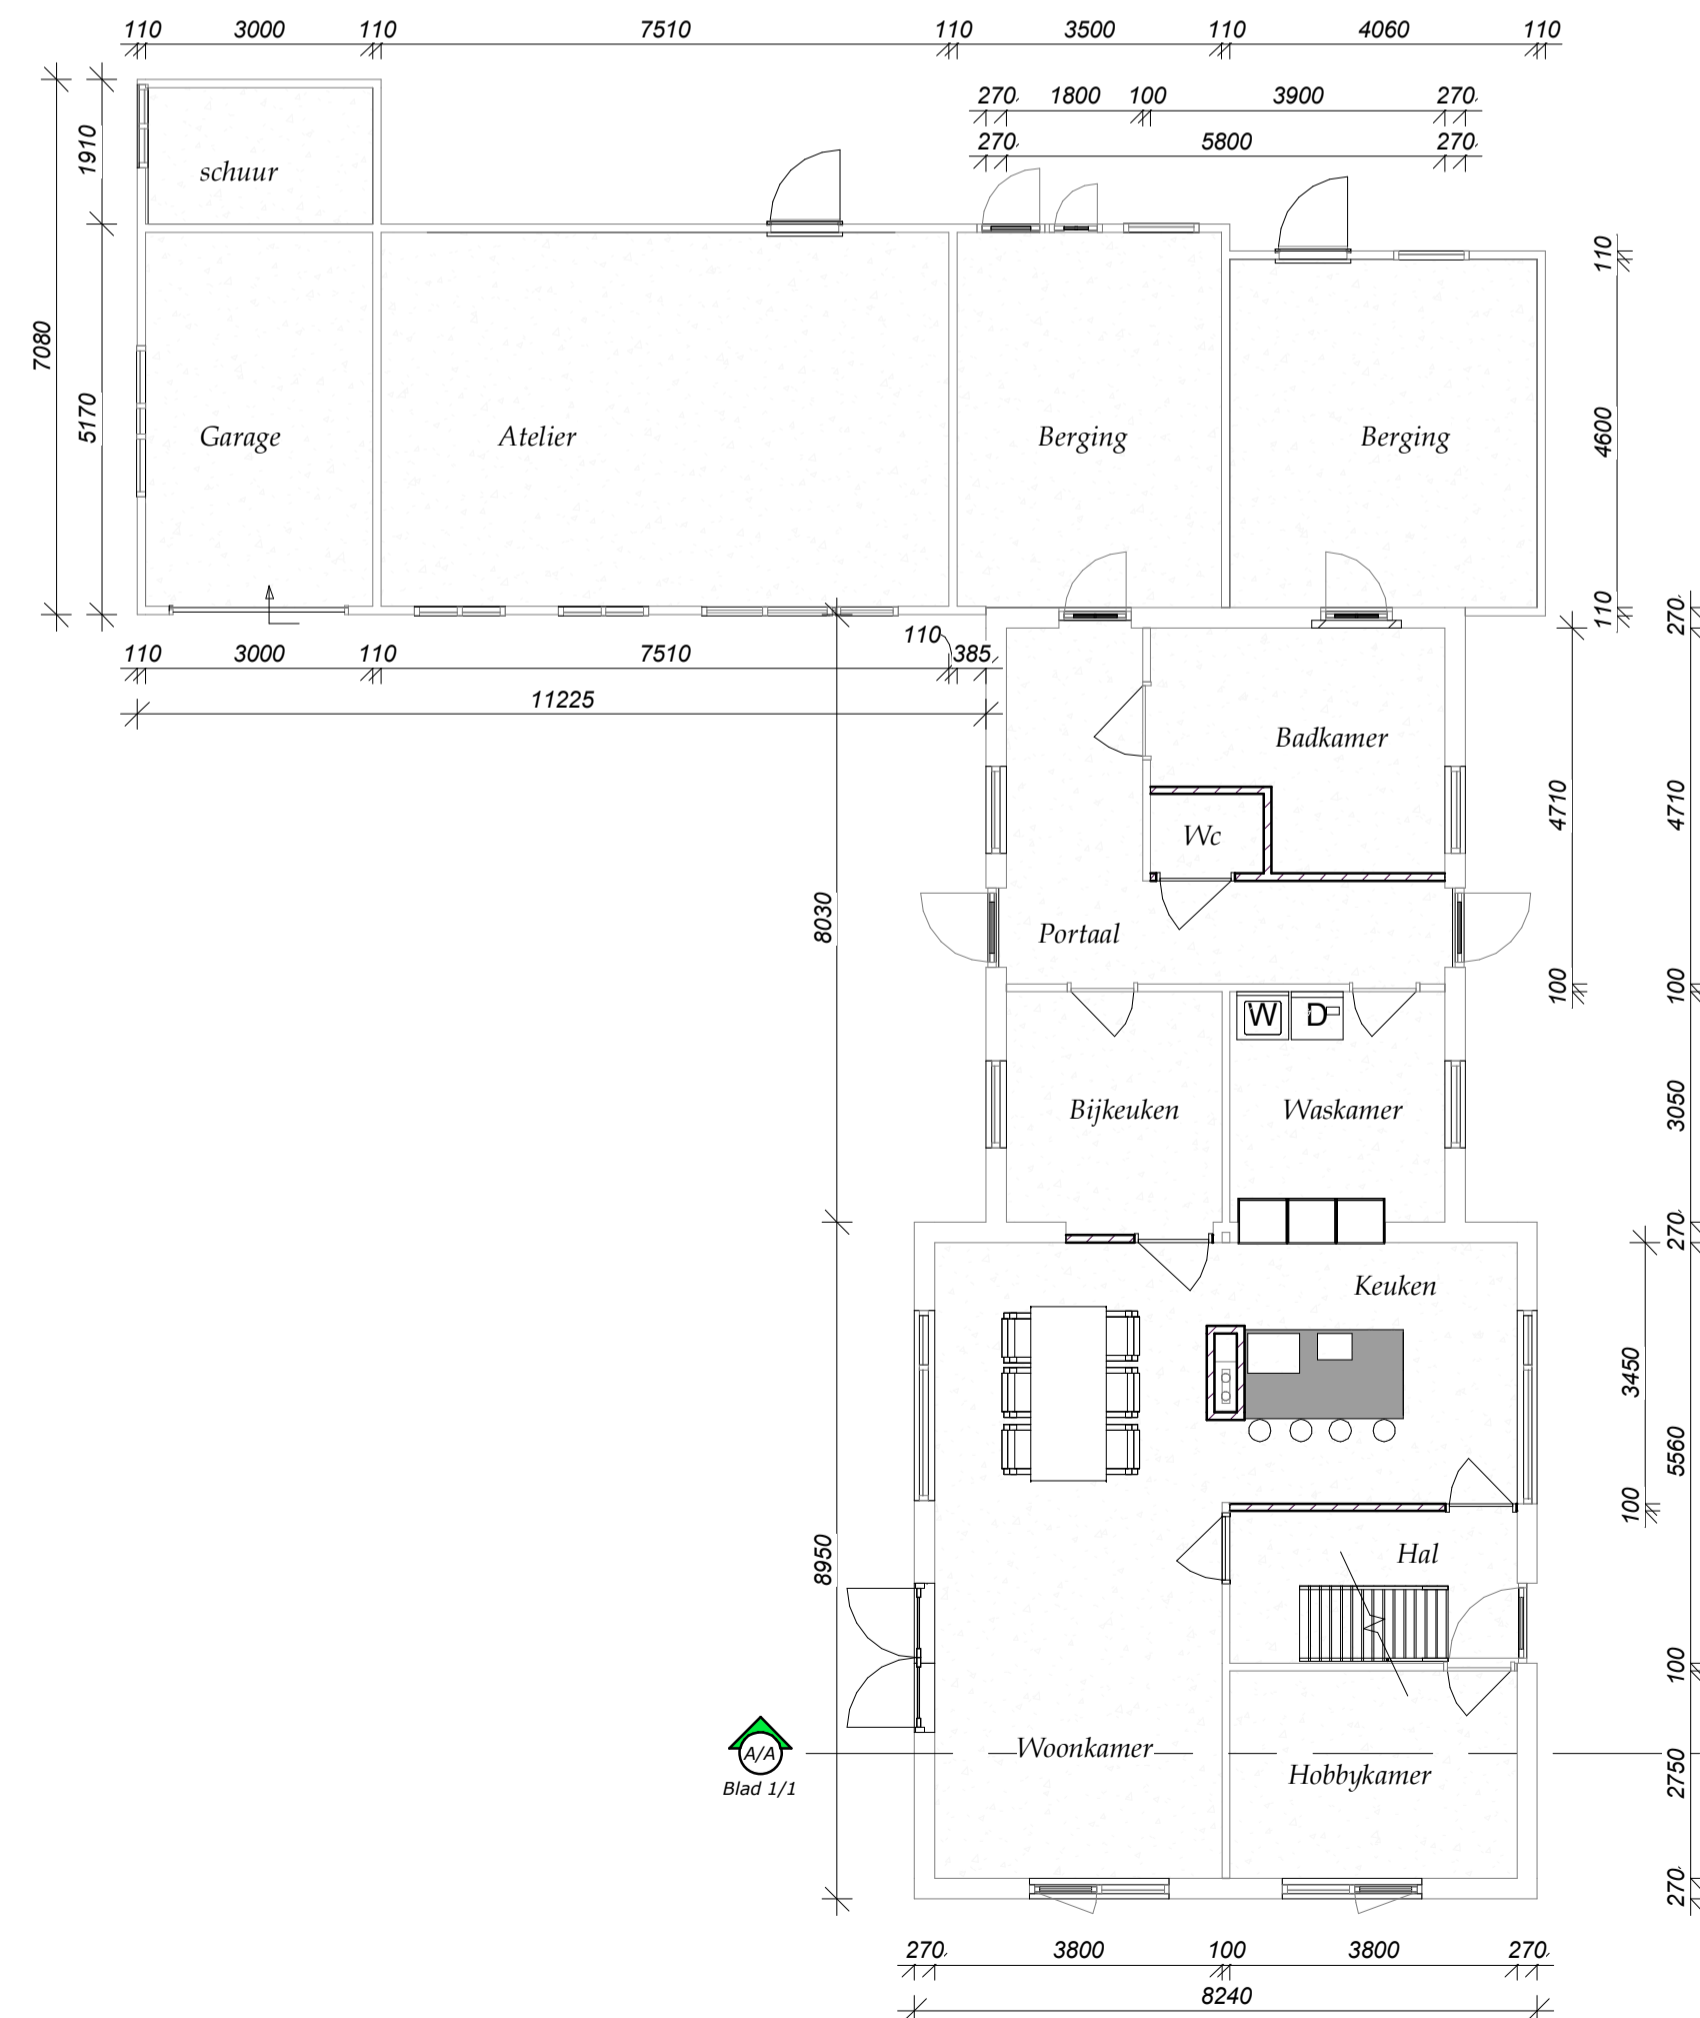 110 3000 110 7510 110 3500 110 4060 110
270 1800 100 3900 270
270 5800 270
1910
schuur
7080
5170
110
4600
110
270
Garage
Atelier
Berging
Berging
110 3000 110 7510 110 385
11225
Badkamer
4710
4710
Wc
8030
Portaal
100
100
W D
Bijkeuken
Waskamer
3050
270
Keuken
3450
5560
100
8950
Hal
100
A/A
Blad 1/1
Woonkamer
Hobbykamer
2750
270
270 3800 100 3800 270
8240